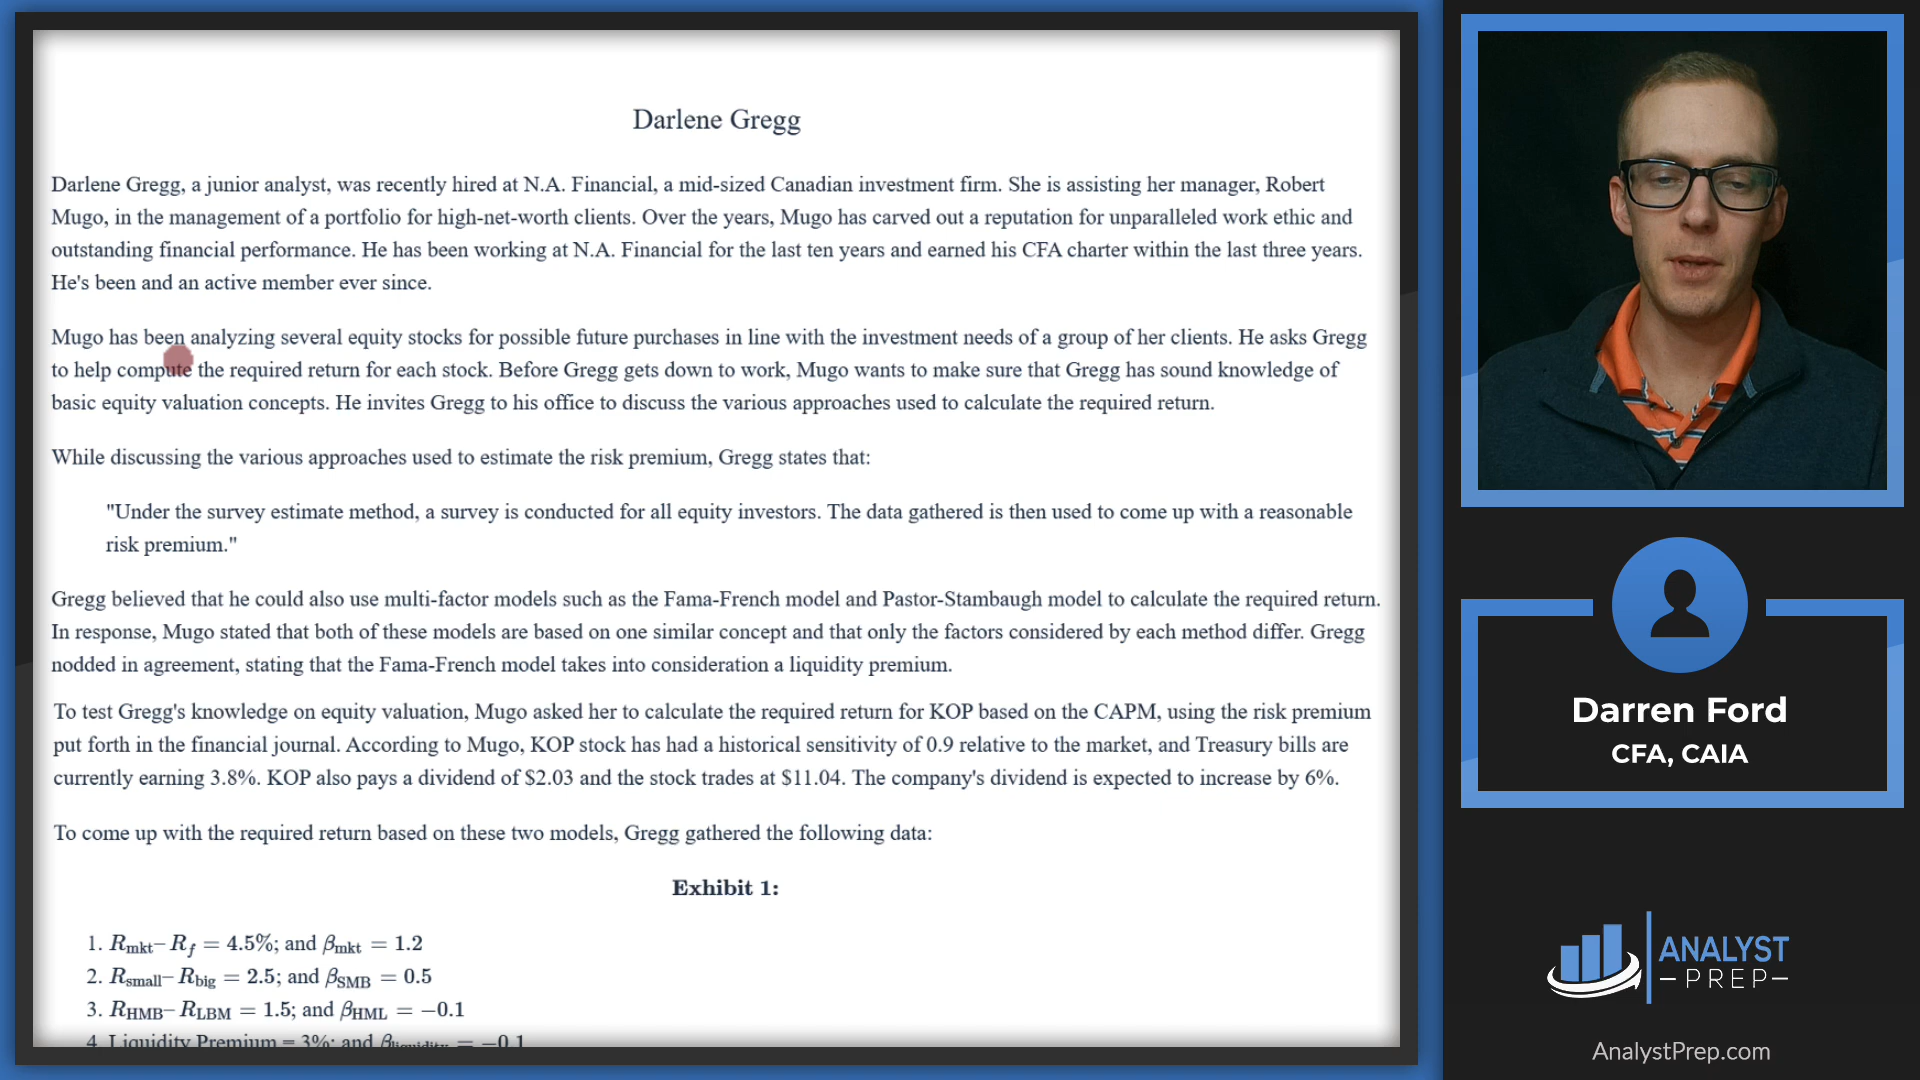 Darlene Gregg
Darlene Gregg, a junior analyst, was recently hired at N.A. Financial, a mid-sized Canadian investment firm. She is assisting her manager, Robert
Mugo, in the management of a portfolio for high-net-worth clients. Over the years, Mugo has carved out a reputation for unparalleled work ethic and
outstanding financial performance. He has been working at N.A. Financial for the last ten years and earned his CFA charter within the last three years.
He's been and an active member ever since.
Mugo has been analyzing several equity stocks for possible future purchases in line with the investment needs of a group of her clients. He asks Gregg
to help compute the required return for each stock. Before Gregg gets down to work, Mugo wants to make sure that Gregg has sound knowledge of
basic equity valuation concepts. He invites Gregg to his office to discuss the various approaches used to calculate the required return.
While discussing the various approaches used to estimate the risk premium, Gregg states that:
"Under the survey estimate method, a survey is conducted for all equity investors. The data gathered is then used to come up with a reasonable
risk premium."
Gregg believed that he could also use multi-factor models such as the Fama-French model and Pastor-Stambaugh model to calculate the required return.
In response, Mugo stated that both of these models are based on one similar concept and that only the factors considered by each method differ. Gregg
nodded in agreement, stating that the Fama-French model takes into consideration a liquidity premium.
To test Gregg's knowledge on equity valuation, Mugo asked her to calculate the required return for KOP based on the CAPM, using the risk premium
put forth in the financial journal. According to Mugo, KOP stock has had a historical sensitivity of 0.9 relative to the market, and Treasury bills are
currently earning 3.8%. KOP also pays a dividend of $2.03 and the stock trades at $11.04. The company's dividend is expected to increase by 6%.
To come up with the required return based on these two models, Gregg gathered the following data:
Exhibit 1:
1. R_mkt− R_f = 4.5%; and β_mkt = 1.2
2. R_small− R_big = 2.5; and β_SMB = 0.5
3. R_HMB− R_LBM = 1.5; and β_HML = −0.1
4. Liquidity Premium = 3%; and β_liquidity = −0.1
Darren Ford
CFA, CAIA
ANALYST
PREP
AnalystPrep.com